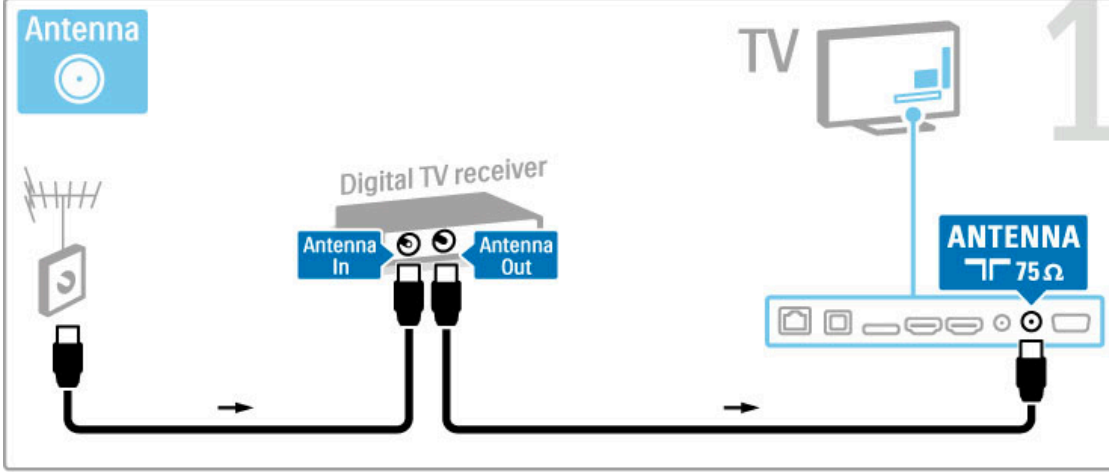 Antenna
TV
1
Digital TV receiver
Antenna
In
Antenna
Out
ANTENNA
75 Ω